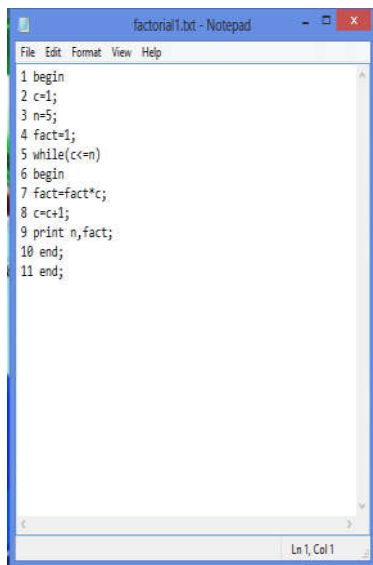 factorial1.txt - Notepad
File Edit Format View Help
1 begin
2 c=1;
3 n=5;
4 fact=1;
5 while(c<=n)
6 begin
7 fact=fact*c;
8 c=c+1;
9 print n,fact;
10 end;
11 end;
Ln 1, Col 1